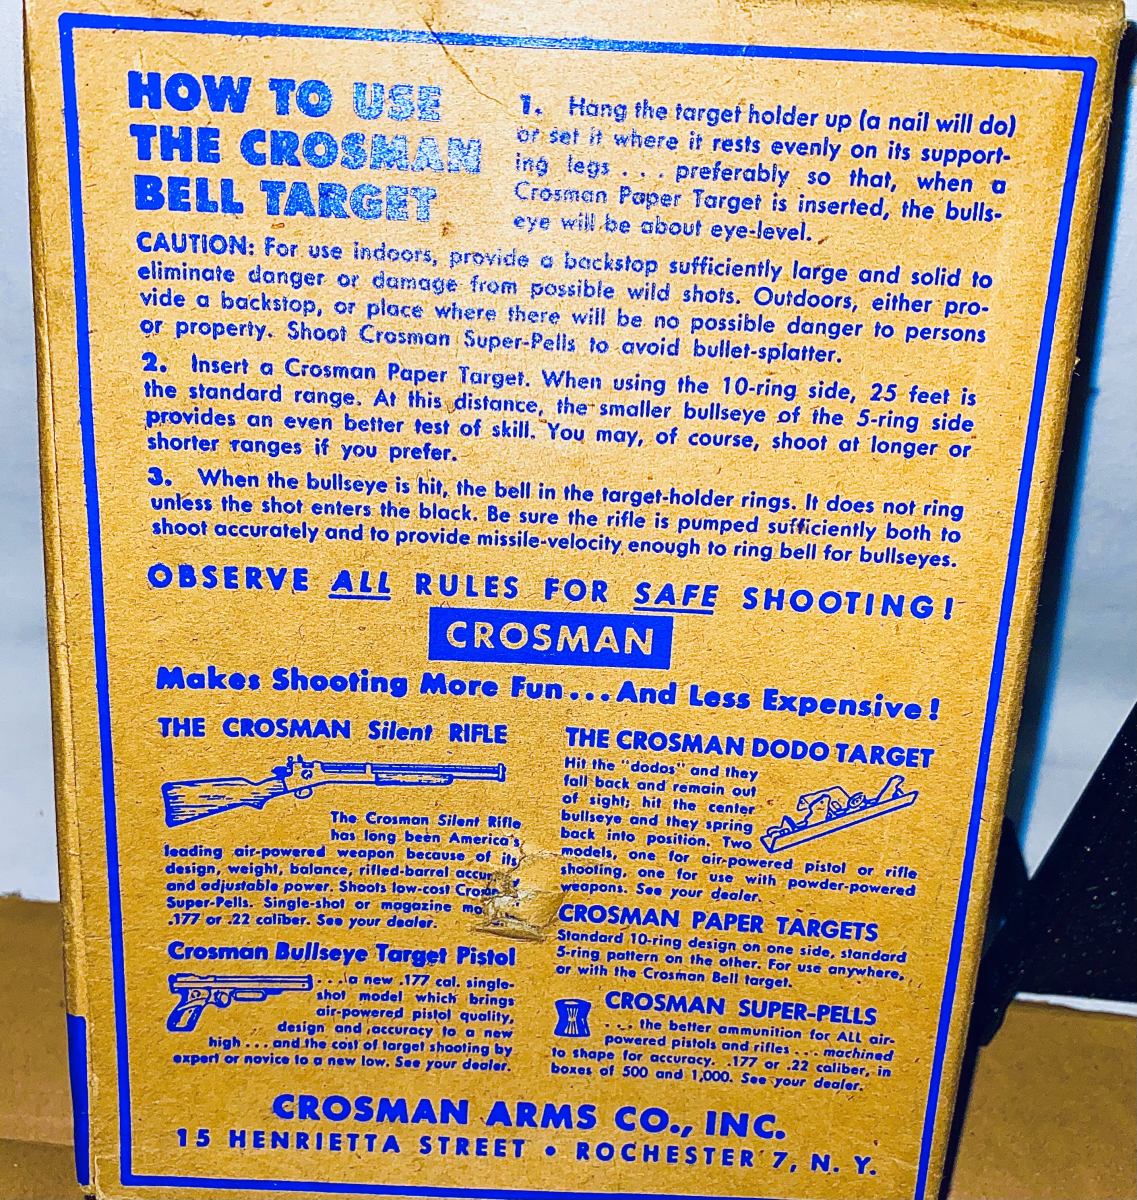 HOW TO USE
THE CROSMAN
BELL TARGET
1. Hang the target holder up (a nail will do)
or set it where it rests evenly on its support-
ing legs . . . preferably so that, when a
Crosman Paper Target is inserted, the bulls-
eye will be about eye-level.
CAUTION: For use indoors, provide a backstop sufficiently large and solid to
eliminate danger or damage from possible wild shots. Outdoors, either pro-
vide a backstop, or place where there will be no possible danger to persons
or property. Shoot Crosman Super-Pells to avoid bullet-splatter.
2. Insert a Crosman Paper Target. When using the 10-ring side, 25 feet is
the standard range. At this distance, the smaller bullseye of the 5-ring side
provides an even better test of skill. You may, of course, shoot at longer or
shorter ranges if you prefer.
3. When the bullseye is hit, the bell in the target-holder rings. It does not ring
unless the shot enters the black. Be sure the rifle is pumped sufficiently both to
shoot accurately and to provide missile-velocity enough to ring bell for bullseyes.
OBSERVE ALL RULES FOR SAFE SHOOTING!
CROSMAN
Makes Shooting More Fun...And Less Expensive!
THE CROSMAN Silent RIFLE
The Crosman Silent Rifle
has long been America's
leading air-powered weapon because of its
design, weight, balance, rifled-barrel accur
and adjustable power. Shoots low-cost Crosman
Super-Pells. Single-shot or magazine mo
.177 or .22 caliber. See your dealer.
Crosman Bullseye Target Pistol
...a new .177 cal. single-
shot model which brings
air-powered pistol quality,
design and accuracy to a new
high...and the cost of target shooting by
expert or novice to a new low. See your dealer.
THE CROSMAN DODO TARGET
Hit the "dodos" and they
fall back and remain out
of sight; hit the center
bullseye and they spring
back into position. Two
models, one for air-powered pistol or rifle
shooting, one for use with powder-powered
weapons. See your dealer.
CROSMAN PAPER TARGETS
Standard 10-ring design on one side, standard
5-ring pattern on the other. For use anywhere,
or with the Crosman Bell target.
CROSMAN SUPER-PELLS
... the better ammunition for ALL air-
powered pistols and rifles ... machined
to shape for accuracy. .177 or .22 caliber, in
boxes of 500 and 1,000. See your dealer.
CROSMAN ARMS CO., INC.
15 HENRIETTA STREET • ROCHESTER 7, N. Y.